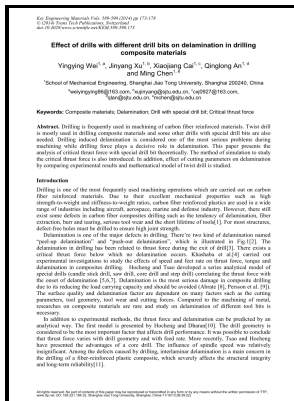 Key Engineering Materials Vols. 589-590 (2014) pp 173-178
© (2014) Trans Tech Publications, Switzerland
doi:10.4028/www.scientific.net/KEM.589-590.173
Effect of drills with different drill bits on delamination in drilling
composite materials
Yingying Wei, Jinyang Xu, Xiaojiang Cai, Qinglong An
and Ming Chen
School of Mechanical Engineering, Shanghai Jiao Tong University, Shanghai 200240, China
Keywords: Composite materials; Delamination; Drill with special drill bit; Critical thrust force
Abstract. Drilling is frequently used in machining of carbon fiber reinforced materials. Twist drill
is mostly used in drilling composite materials and some other drills with special drill bits are also
needed. Drilling induced delamination is considered one of the most serious problems during
machining while drilling plays a decisive role in delamination. This paper presents the
analysis of critical thrust force with special drill bit theoretically. The method of simulation to study
the critical thrust force is also introduced. In addition, effect of cutting parameters on delamination
by comparing experimental results and mathematical model of twist drill is studied.
Introduction
Drilling is one of the most frequently used machining operations which are carried out on carbon
fiber reinforced materials. Due to their excellent mechanical properties such as high
strength-to-weight and stiffness-to-weight ratios, carbon fiber reinforced plastics are used in a wide
range of industries including aircraft, aerospace, marine and defense industry. However, there still
exist some defects in carbon fiber composites drilling such as the tendency of delamination, fiber
extraction, burr and tearing, serious tool wear and the short lifetime of tools[1]. For most structures,
defect-free holes must be drilled to ensure high joint strength.
Delamination is one of the major defects in drilling. There're two kind of delamination named
"peel-up delamination" and "push-out delamination", which is illustrated in Fig.1[2]. The
delamination in drilling has been related to thrust force during the exit of drill[3]. There exists a
critical thrust force below which no delamination occurs. Khashaba et al.[4] carried out
experimental investigations to study the effects of speed and feed rate on thrust force, torque and
delamination in composites drilling. Hocheng and Tsao developed a series analytical model of
special drills (candle stick drill, saw drill, core drill and step drill) correlating the thrust force with
the onset of delamination [5,6,7]. Delamination is the most serious damage in composite drilling
due to its reducing the load carrying capacity and should be avoided (Abrate [8], Persson et al. [9]).
The surface quality and delamination factor are dependent on many factors such as the cutting
parameters, tool geometry, tool wear and cutting forces. Compared to the machining of metal,
researches on composite materials are rare and study on delamination of different tool bits is
necessary.
In addition to experimental methods, the thrust force and delamination can be predicted by an
analytical way. The first model is presented by Hocheng and Dharan[10]. The drill geometry is
considered to be the most important factor that affects drill performance. It was possible to conclude
that thrust force varies with drill geometry and with feed rate. More recently, Tsao and Hocheng
have presented the advantages of a core drill. The influence of spindle speed was relatively
insignificant. Among the defects caused by drilling, interlaminar delamination is a main concern in
the drilling of a fiber-reinforced plastic composite, which severely affects the structural integrity
and long-term reliability[11].